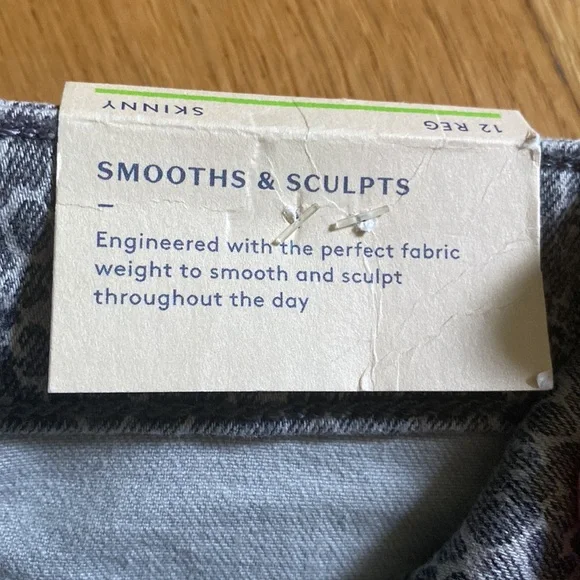 12 REG SKINNY
SMOOTHS & SCULPTS
Engineered with the perfect fabric
weight to smooth and sculpt
throughout the day